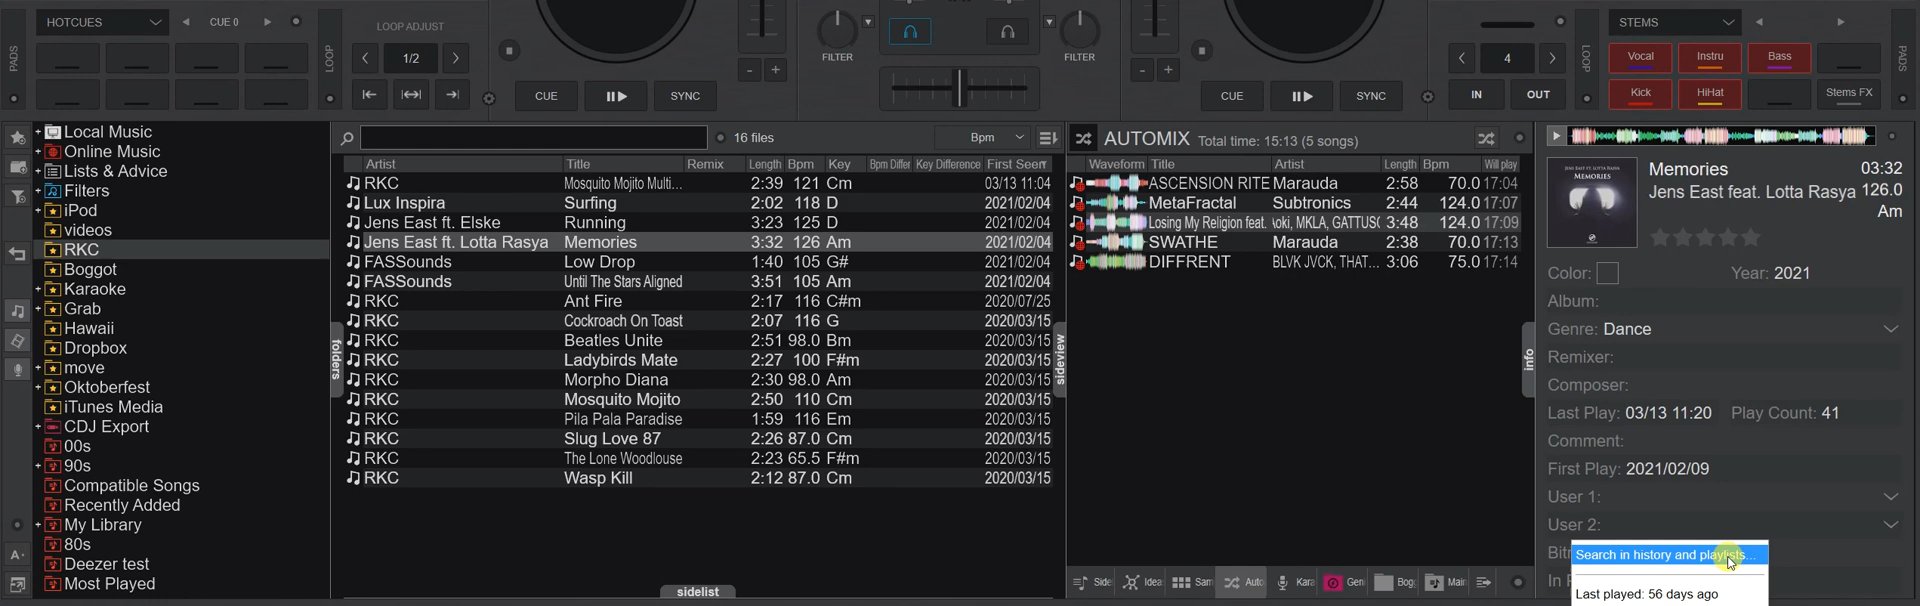 HOTCUES CUE 0
PADS
LOOP
LOOP ADJUST
1/2
CUE SYNC
FILTER FILTER
- +
- +
CUE SYNC
4
IN OUT
LOOP
STEMS
Vocal Instru Bass
Kick HiHat Stems FX
PADS
Local Music
Online Music
Lists & Advice
Filters
iPod
videos
RKC
Boggot
Karaoke
Grab
Hawaii
Dropbox
move
Oktoberfest
iTunes Media
CDJ Export
00s
90s
Compatible Songs
Recently Added
My Library
80s
Deezer test
Most Played
A
folders
16 files Bpm
Artist Title Remix Length Bpm Key Bpm Differ Key Difference First Seen
RKC Mosquito Mojito Multi... 2:39 121 Cm 03/13 11:04
Lux Inspira Surfing 2:02 118 D 2021/02/04
Jens East ft. Elske Running 3:23 125 D 2021/02/04
Jens East ft. Lotta Rasya Memories 3:32 126 Am 2021/02/04
FASSounds Low Drop 1:40 105 G# 2021/02/04
FASSounds Until The Stars Aligned 3:51 105 Am 2021/02/04
RKC Ant Fire 2:17 116 C#m 2020/07/25
RKC Cockroach On Toast 2:07 116 G 2020/03/15
RKC Beatles Unite 2:51 98.0 Bm 2020/03/15
RKC Ladybirds Mate 2:27 100 F#m 2020/03/15
RKC Morpho Diana 2:30 98.0 Am 2020/03/15
RKC Mosquito Mojito 2:50 110 Cm 2020/03/15
RKC Pila Pala Paradise 1:59 116 Em 2020/03/15
RKC Slug Love 87 2:26 87.0 Cm 2020/03/15
RKC The Lone Woodlouse 2:23 65.5 F#m 2020/03/15
RKC Wasp Kill 2:12 87.0 Cm 2020/03/15
sidelist
sideview
AUTOMIX Total time: 15:13 (5 songs)
Waveform Title Artist Length Bpm Will play
ASCENSION RITE Marauda 2:58 70.0 17:04
MetaFractal Subtronics 2:44 124.0 17:07
Losing My Religion feat. \oki, MKLA, GATTUSO 3:48 124.0 17:09
SWATHE Marauda 2:38 70.0 17:13
DIFFRENT BLVK JVCK, THAT... 3:06 75.0 17:14
Side Idea Sam Auto Kara Gen Bog Main
info
JENS EAST FT. LOTTA RASYA
MEMORIES
Memories 03:32
Jens East feat. Lotta Rasya 126.0
Am
Color: Year: 2021
Album:
Genre: Dance
Remixer:
Composer:
Last Play: 03/13 11:20 Play Count: 41
Comment:
First Play: 2021/02/09
User 1:
User 2:
Bit
Search in history and playlists...
In
Last played: 56 days ago